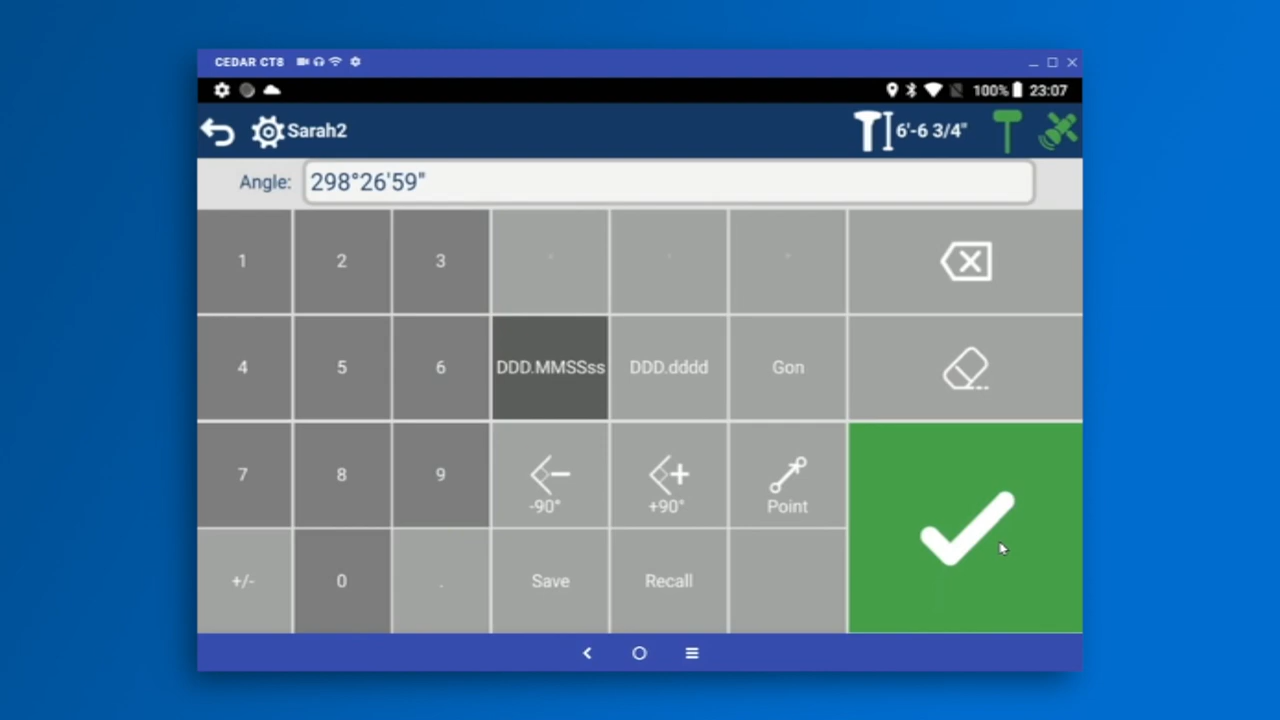 CEDAR CT8
100% 23:07
Sarah2
6'-6 3/4"
Angle: 298°26'59"
1 2 3 ° ' "
4 5 6 DDD.MMSSss DDD.dddd Gon
7 8 9 -90° +90° Point
+/- 0 . Save Recall